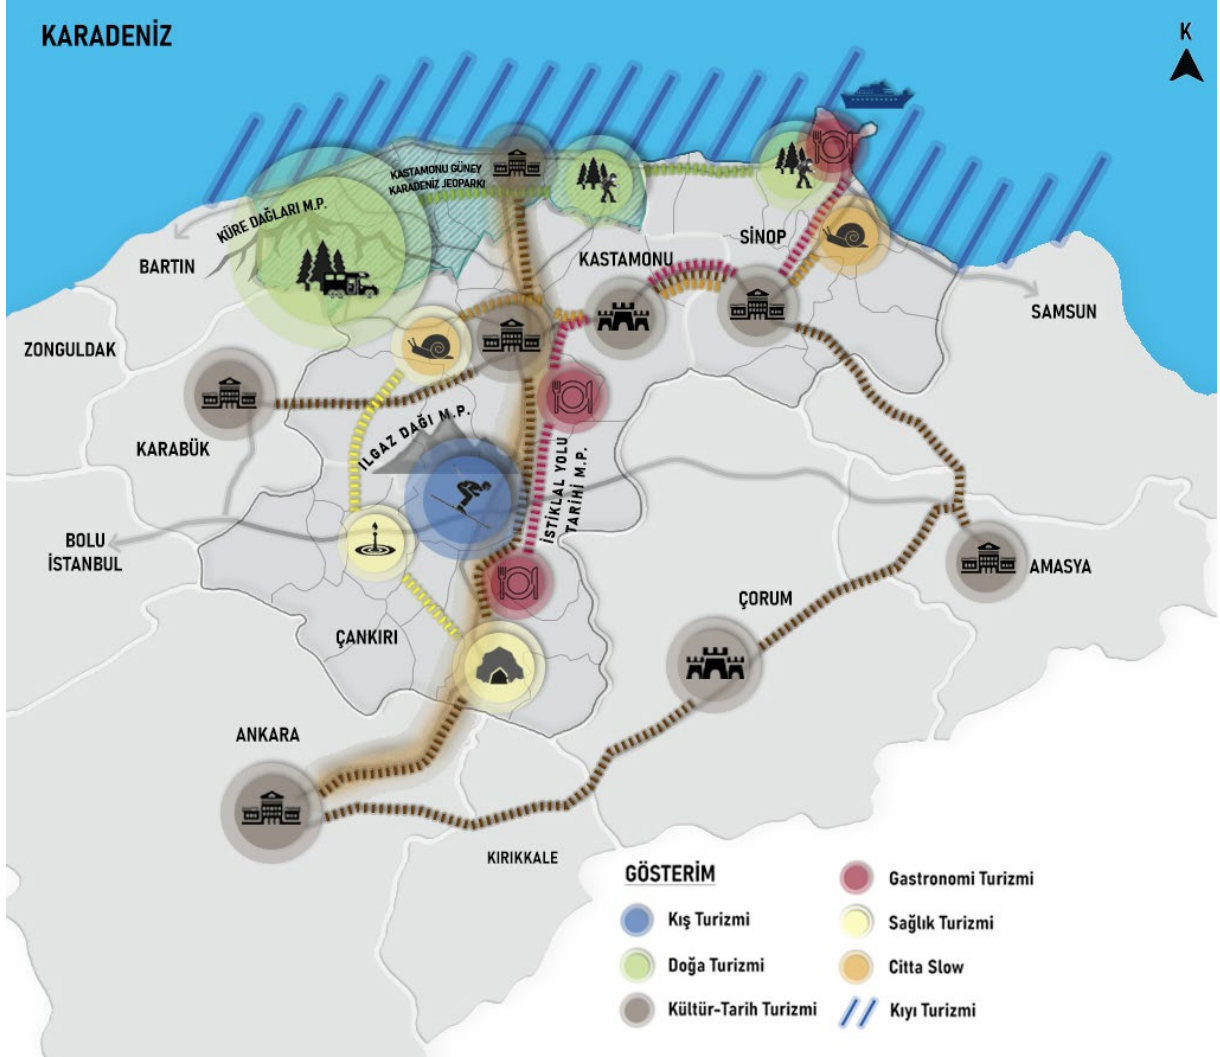 KARADENİZ
K
KASTAMONU GÜNEY
KARADENİZ JEOPARKI
KÜRE DAĞLARI M.P.
BARTIN
SİNOP
KASTAMONU
SAMSUN
ZONGULDAK
KARABÜK
ILGAZ DAĞI M.P.
İSTİKLAL YOLU
TARİHİ M.P.
BOLU
İSTANBUL
AMASYA
ÇORUM
ÇANKIRI
ANKARA
KIRIKKALE
GÖSTERİM
Kış Turizmi
Doğa Turizmi
Kültür-Tarih Turizmi
Gastronomi Turizmi
Sağlık Turizmi
Citta Slow
Kıyı Turizmi